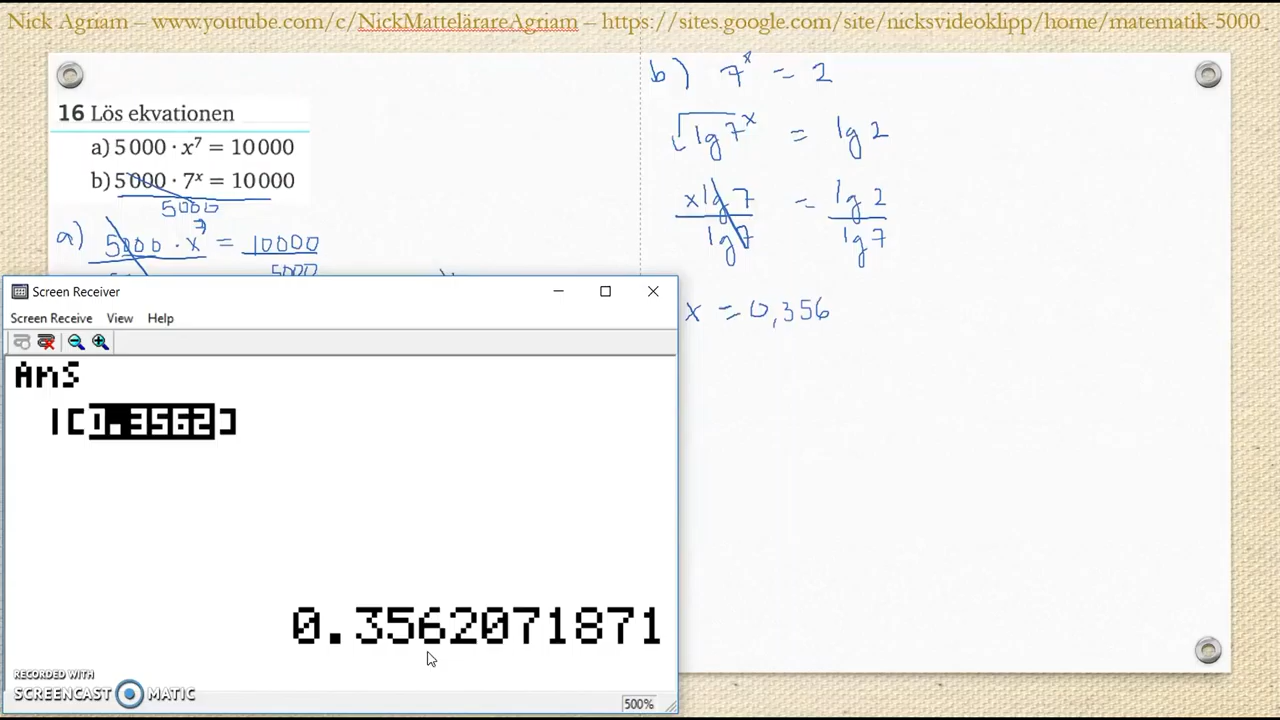 Nick Agriam – www.youtube.com/c/NickMattelärareAgriam – https://sites.google.com/site/nicksvideoklipp/home/matematik-5000
16 Lös ekvationen
a) 5 000 · x⁷ = 10 000
b) 5 000 · 7ˣ = 10 000
5000
a) 5000 · x⁷ = 10000
5000
b) 7ˣ = 2
lg 7ˣ = lg 2
x lg 7 = lg 2
lg 7 lg 7
x ≈ 0,356
Screen Receiver
Screen Receive View Help
Ans
[0.3562]
0.3562071871
RECORDED WITH
SCREENCAST MATIC
500%